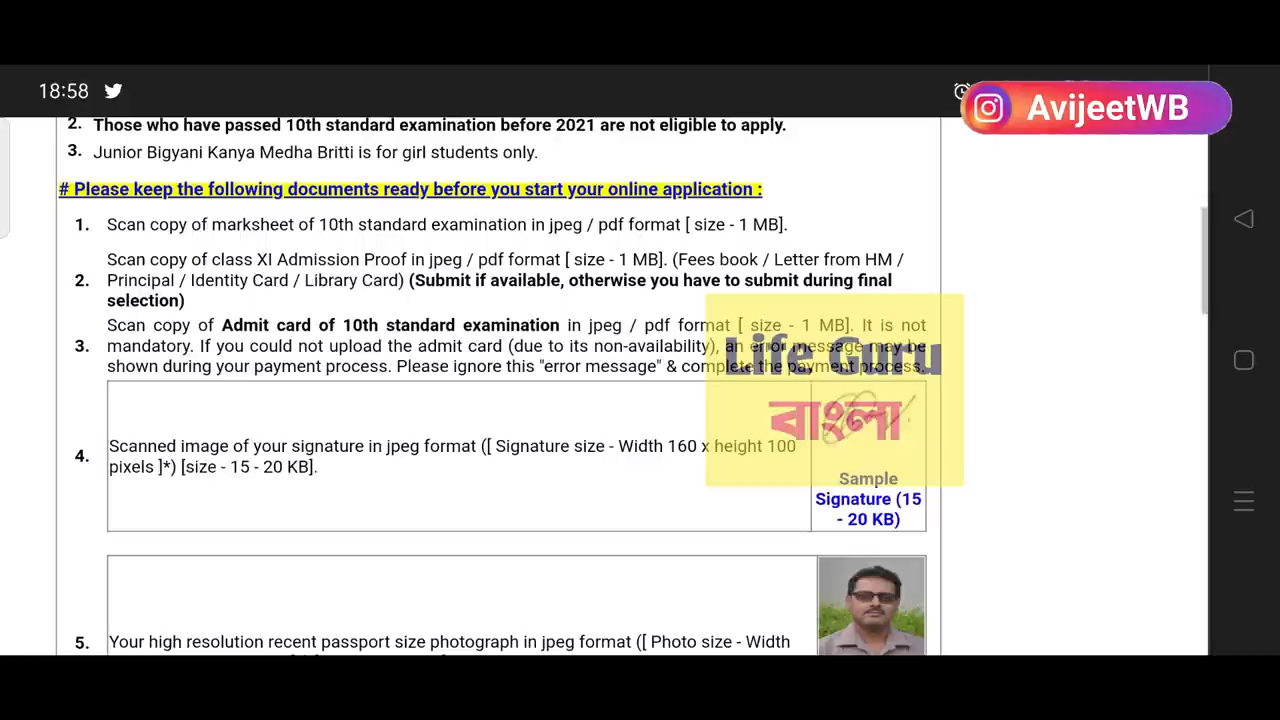 18:58
AvijeetWB
2. Those who have passed 10th standard examination before 2021 are not eligible to apply.
3. Junior Bigyani Kanya Medha Britti is for girl students only.
# Please keep the following documents ready before you start your online application :
1. Scan copy of marksheet of 10th standard examination in jpeg / pdf format [ size - 1 MB].
Scan copy of class XI Admission Proof in jpeg / pdf format [ size - 1 MB]. (Fees book / Letter from HM /
2. Principal / Identity Card / Library Card) (Submit if available, otherwise you have to submit during final
selection)
Scan copy of Admit card of 10th standard examination in jpeg / pdf format [ size - 1 MB]. It is not
3. mandatory. If you could not upload the admit card (due to its non-availability), an error message may be
shown during your payment process. Please ignore this "error message" & complete the payment process.
Life Guru
বাংলা
4. Scanned image of your signature in jpeg format ([ Signature size - Width 160 x height 100
pixels ]*) [size - 15 - 20 KB].
Sample
Signature (15
- 20 KB)
5. Your high resolution recent passport size photograph in jpeg format ([ Photo size - Width